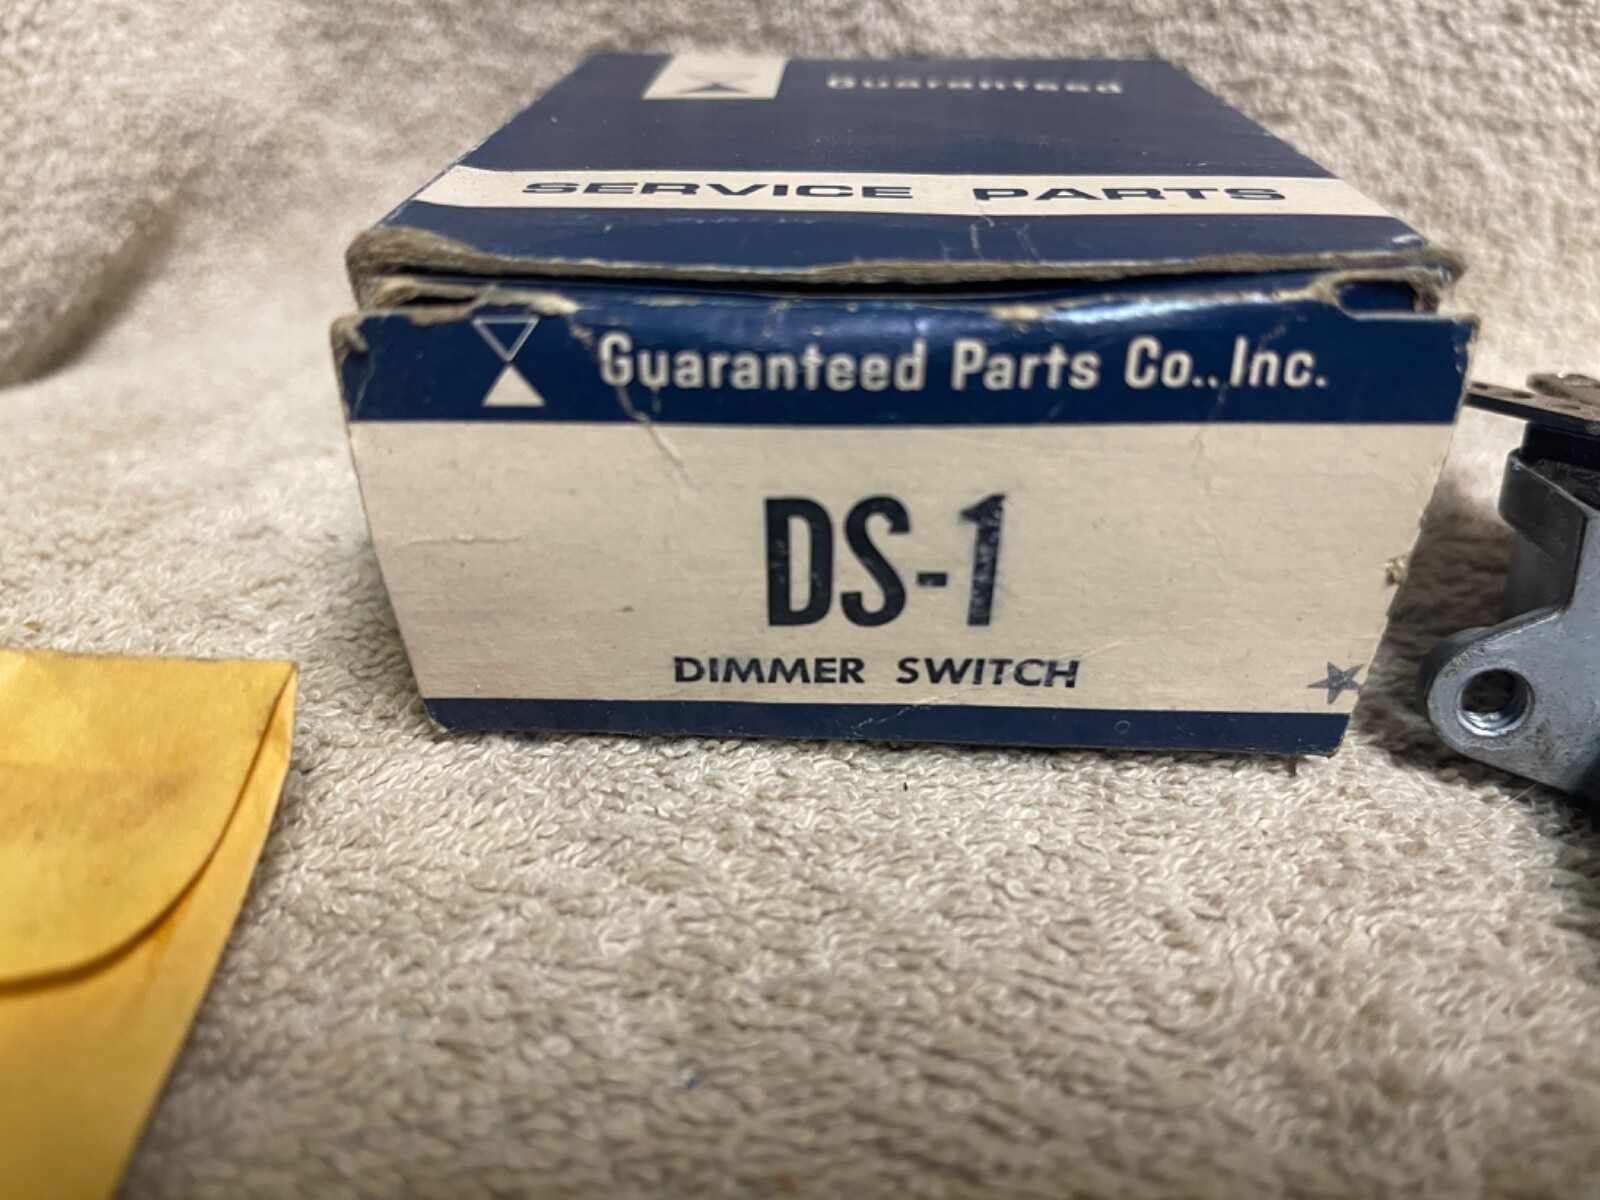 Guaranteed
SERVICE PARTS
Guaranteed Parts Co., Inc.
DS-1
DIMMER SWITCH